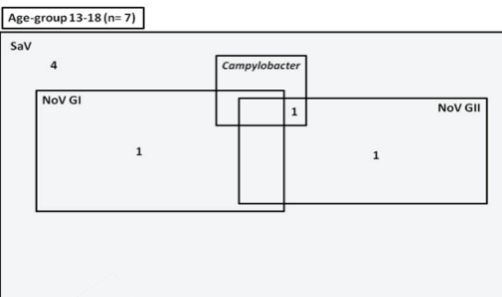 Age-group 13-18 (n= 7)
SaV
4
Campylobacter
NoV GI
1
NoV GII
1
1